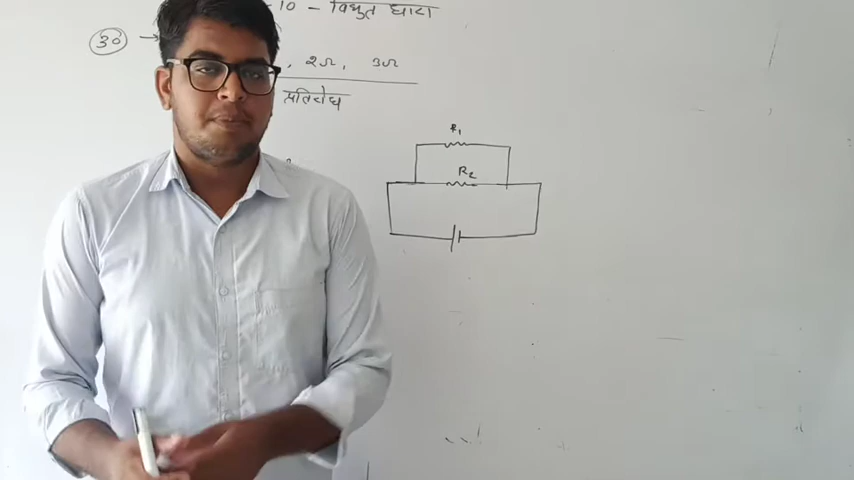 10 - विद्युत धारा
30 →
, 2Ω, 3Ω
प्रतिरोध
R1
R2